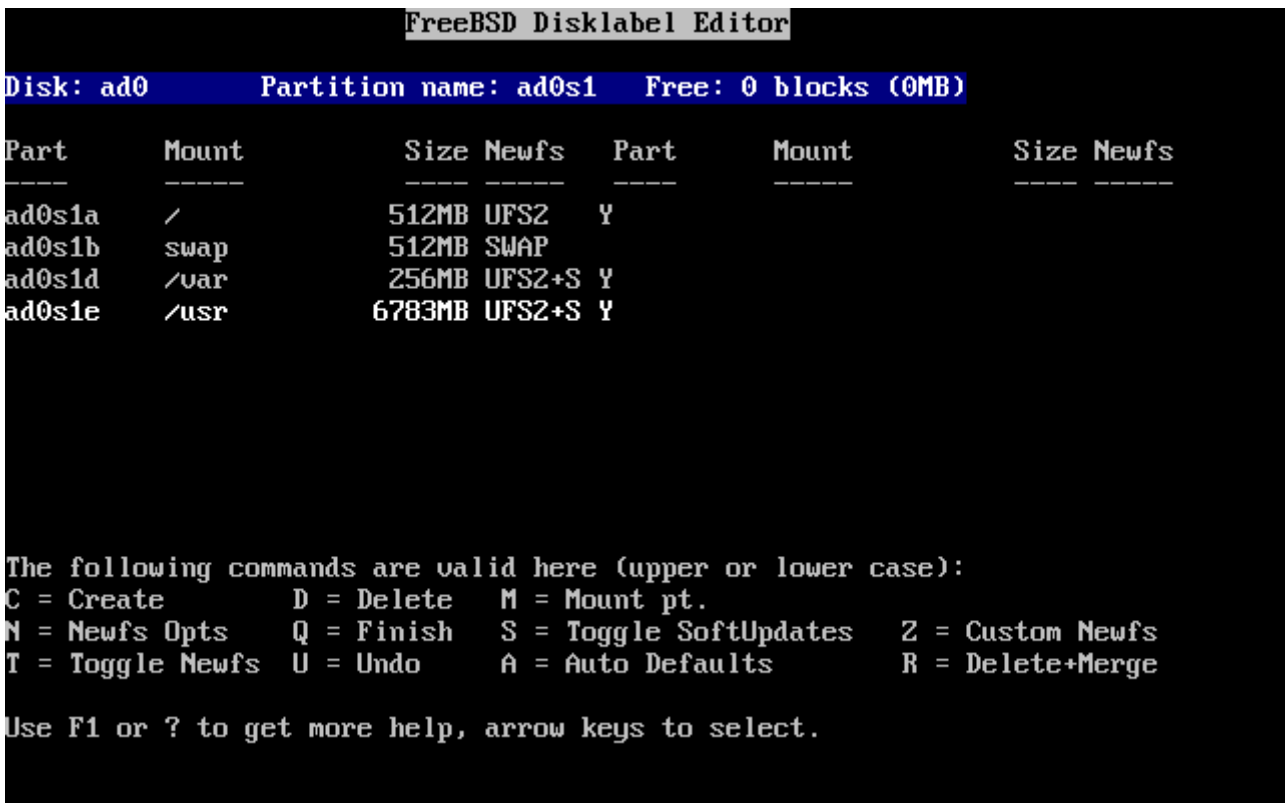 FreeBSD Disklabel Editor
Disk: ad0       Partition name: ad0s1   Free: 0 blocks (0MB)
Part      Mount          Size Newfs   Part      Mount          Size Newfs
----      -----          ---- -----   ----      -----          ---- -----
ad0s1a    /             512MB UFS2   Y
ad0s1b    swap          512MB SWAP
ad0s1d    /var          256MB UFS2+S Y
ad0s1e    /usr         6783MB UFS2+S Y
The following commands are valid here (upper or lower case):
C = Create        D = Delete   M = Mount pt.
N = Newfs Opts    Q = Finish   S = Toggle SoftUpdates   Z = Custom Newfs
T = Toggle Newfs  U = Undo     A = Auto Defaults        R = Delete+Merge
Use F1 or ? to get more help, arrow keys to select.